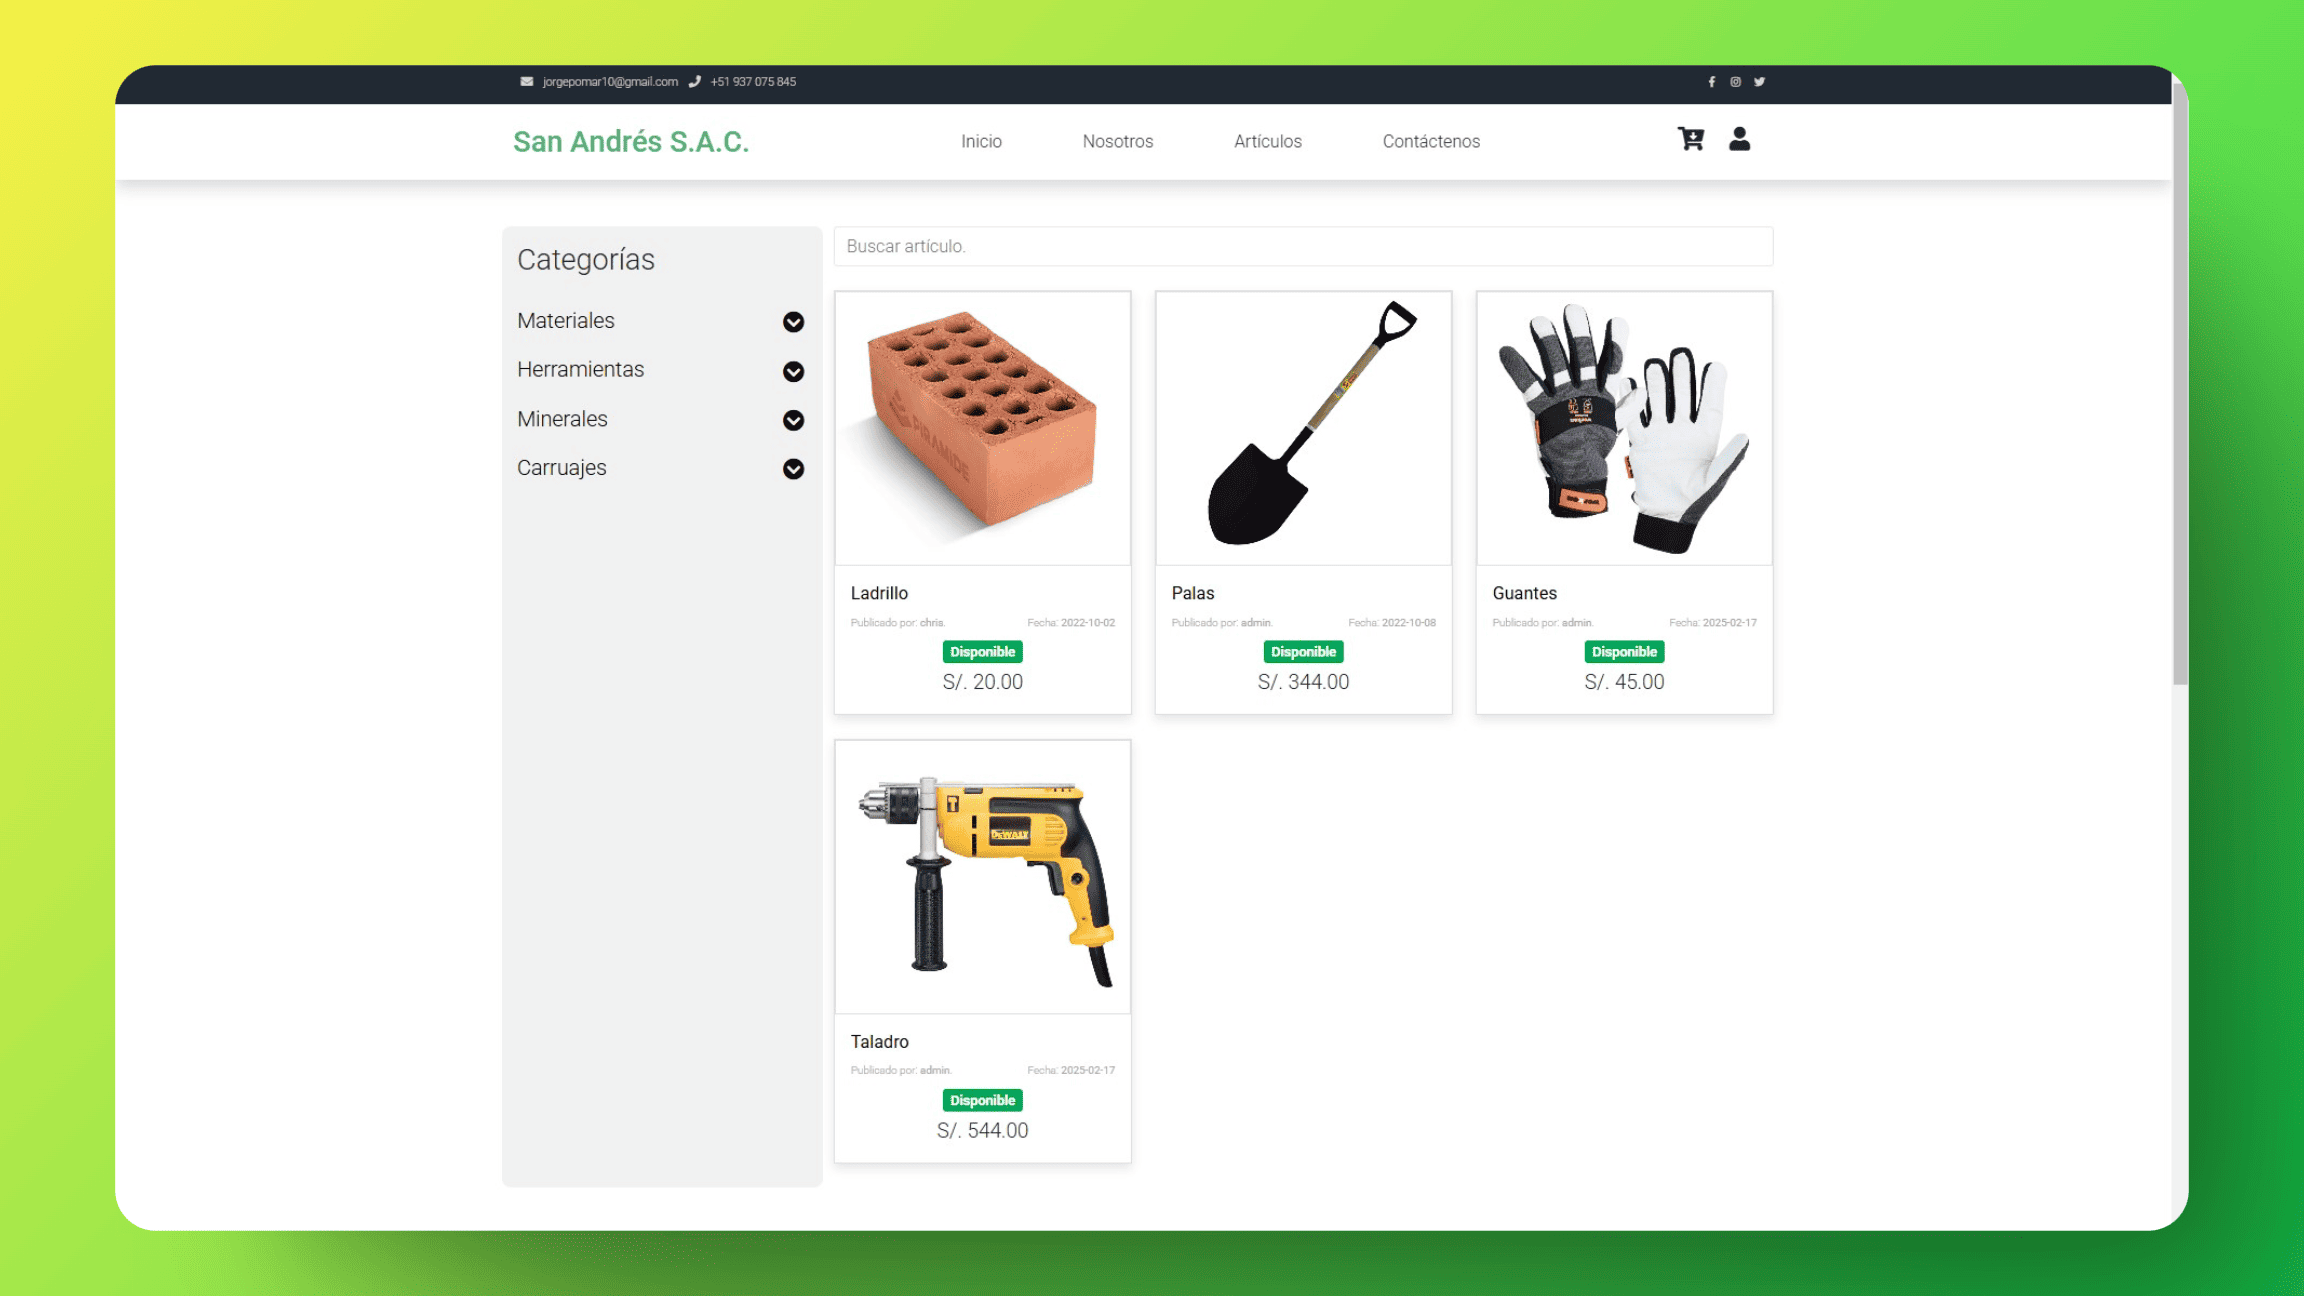 jorgepomar10@gmail.com +51 937 075 845
San Andrés S.A.C. Inicio Nosotros Artículos Contáctenos
Categorías
Materiales
Herramientas
Minerales
Carruajes
Buscar artículo.
PIRAMIDE
Ladrillo
Publicado por: chris. Fecha: 2022-10-02
Disponible
S/. 20.00
Palas
Publicado por: admin. Fecha: 2022-10-08
Disponible
S/. 344.00
Guantes
Publicado por: admin. Fecha: 2025-02-17
Disponible
S/. 45.00
DEWALT
Taladro
Publicado por: admin. Fecha: 2025-02-17
Disponible
S/. 544.00